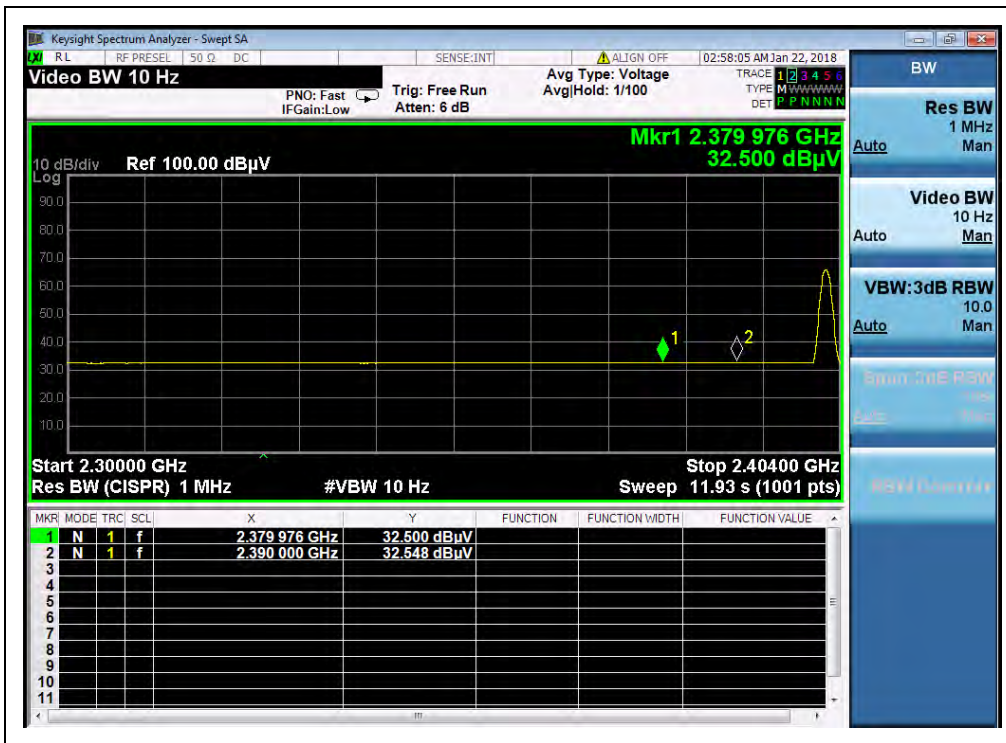 Keysight Spectrum Analyzer - Swept SA
LXI RL RF PRESEL 50 Ω DC SENSE:INT ALIGN OFF 02:58:05 AM Jan 22, 2018
Video BW 10 Hz
PNO: Fast
IFGain:Low
Trig: Free Run
Atten: 6 dB
Avg Type: Voltage
Avg|Hold: 1/100
TRACE 1 2 3 4 5 6
TYPE M WWWWW
DET P P N N N N
Mkr1 2.379 976 GHz
32.500 dBµV
10 dB/div Ref 100.00 dBµV
Log
90.0
80.0
70.0
60.0
50.0
40.0
30.0
20.0
10.0
1
2
Start 2.30000 GHz Stop 2.40400 GHz
Res BW (CISPR) 1 MHz #VBW 10 Hz Sweep 11.93 s (1001 pts)
MKR MODE TRC SCL X Y FUNCTION FUNCTION WIDTH FUNCTION VALUE
1 N 1 f 2.379 976 GHz 32.500 dBµV
2 N 1 f 2.390 000 GHz 32.548 dBµV
3
4
5
6
7
8
9
10
11
BW
Res BW
1 MHz
Auto Man
Video BW
10 Hz
Auto Man
VBW:3dB RBW
10.0
Auto Man